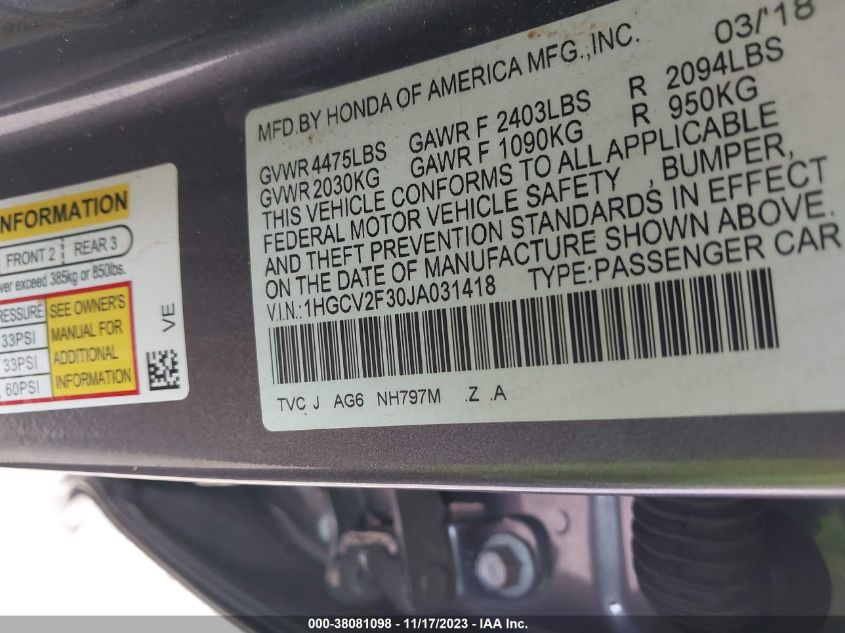 MFD.BY HONDA OF AMERICA MFG.,INC. 03/'18
GVWR 4475LBS GAWR F 2403LBS R 2094LBS
GVWR 2030KG GAWR F 1090KG R 950KG
THIS VEHICLE CONFORMS TO ALL APPLICABLE
FEDERAL MOTOR VEHICLE SAFETY , BUMPER,
AND THEFT PREVENTION STANDARDS IN EFFECT
ON THE DATE OF MANUFACTURE SHOWN ABOVE.
V.I.N.:1HGCV2F30JA031418 TYPE:PASSENGER CAR
TVC, J AG6 NH797M .Z .A
INFORMATION
FRONT 2 REAR 3
exceed 385kg or 850lbs.
SEE OWNER'S
33PSI MANUAL FOR
33PSI ADDITIONAL
60PSI INFORMATION
VE
000-38081098 - 11/17/2023 - IAA Inc.